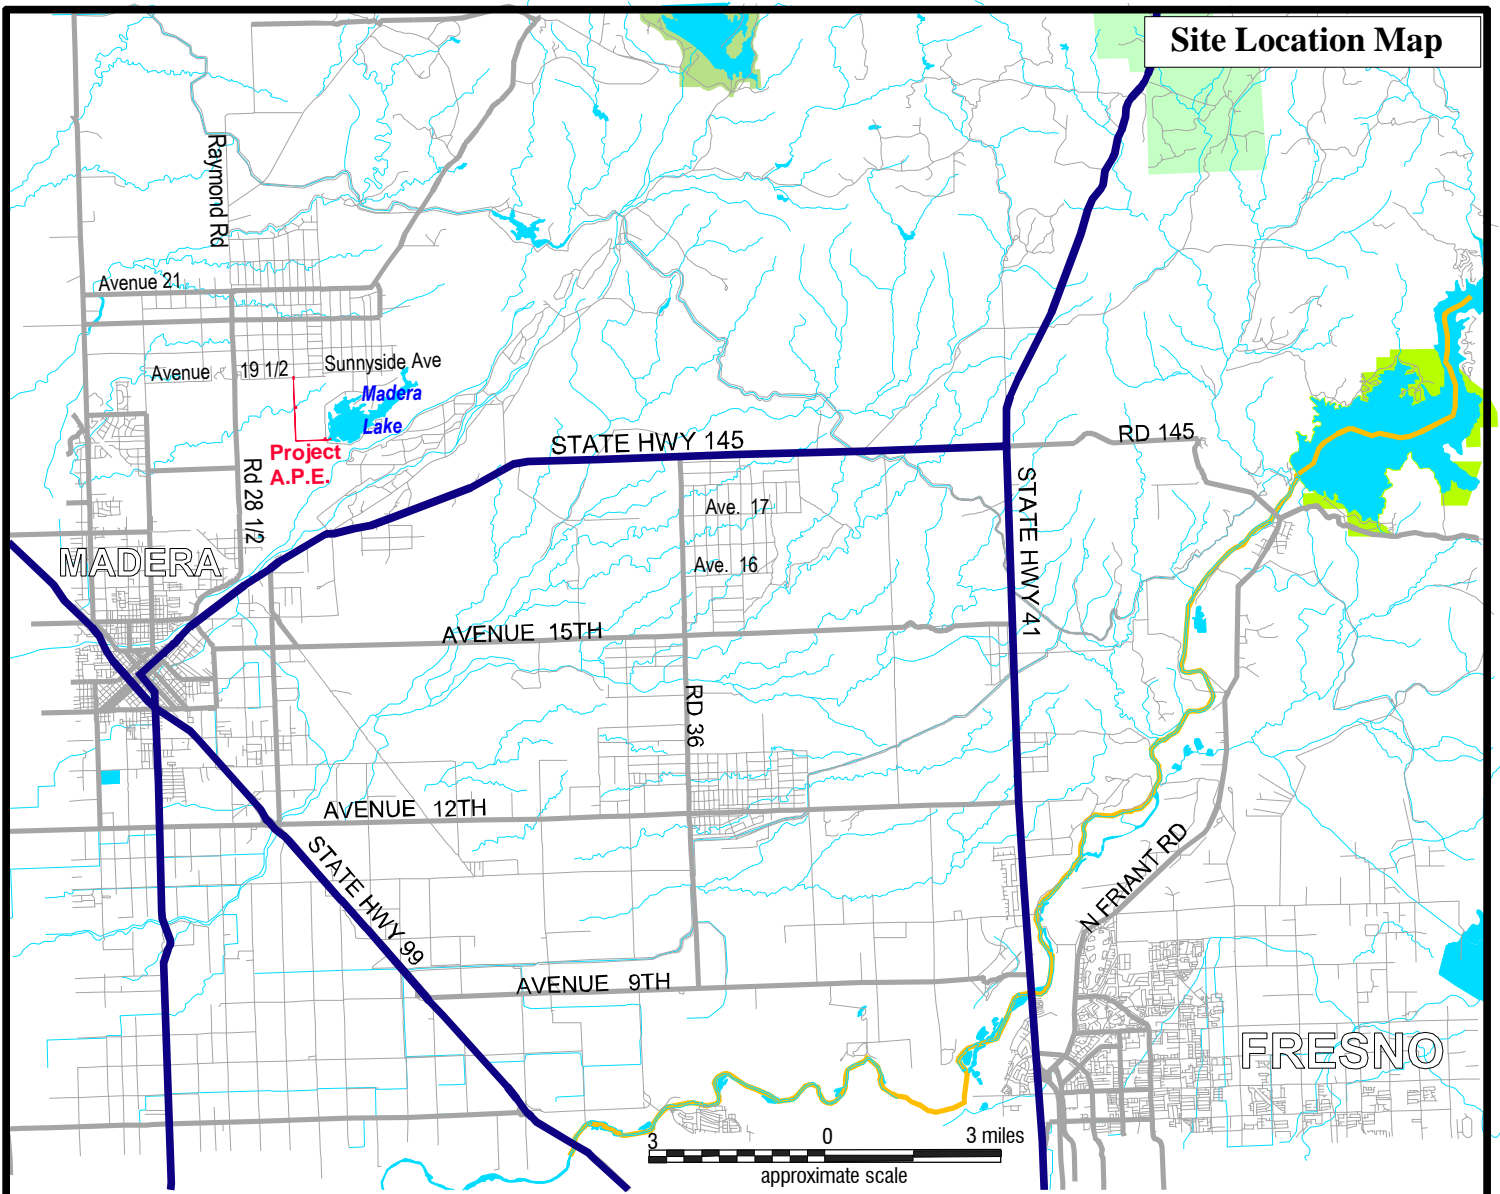 Site Location Map
Raymond Rd
Avenue 21
Avenue 19 1/2
Sunnyside Ave
Madera
Lake
Project
A.P.E.
Rd 28 1/2
STATE HWY 145
RD 145
STATE HWY 41
Ave. 17
Ave. 16
MADERA
AVENUE 15TH
RD 36
AVENUE 12TH
STATE HWY 99
N FRIANT RD
AVENUE 9TH
FRESNO
3 0 3 miles
approximate scale